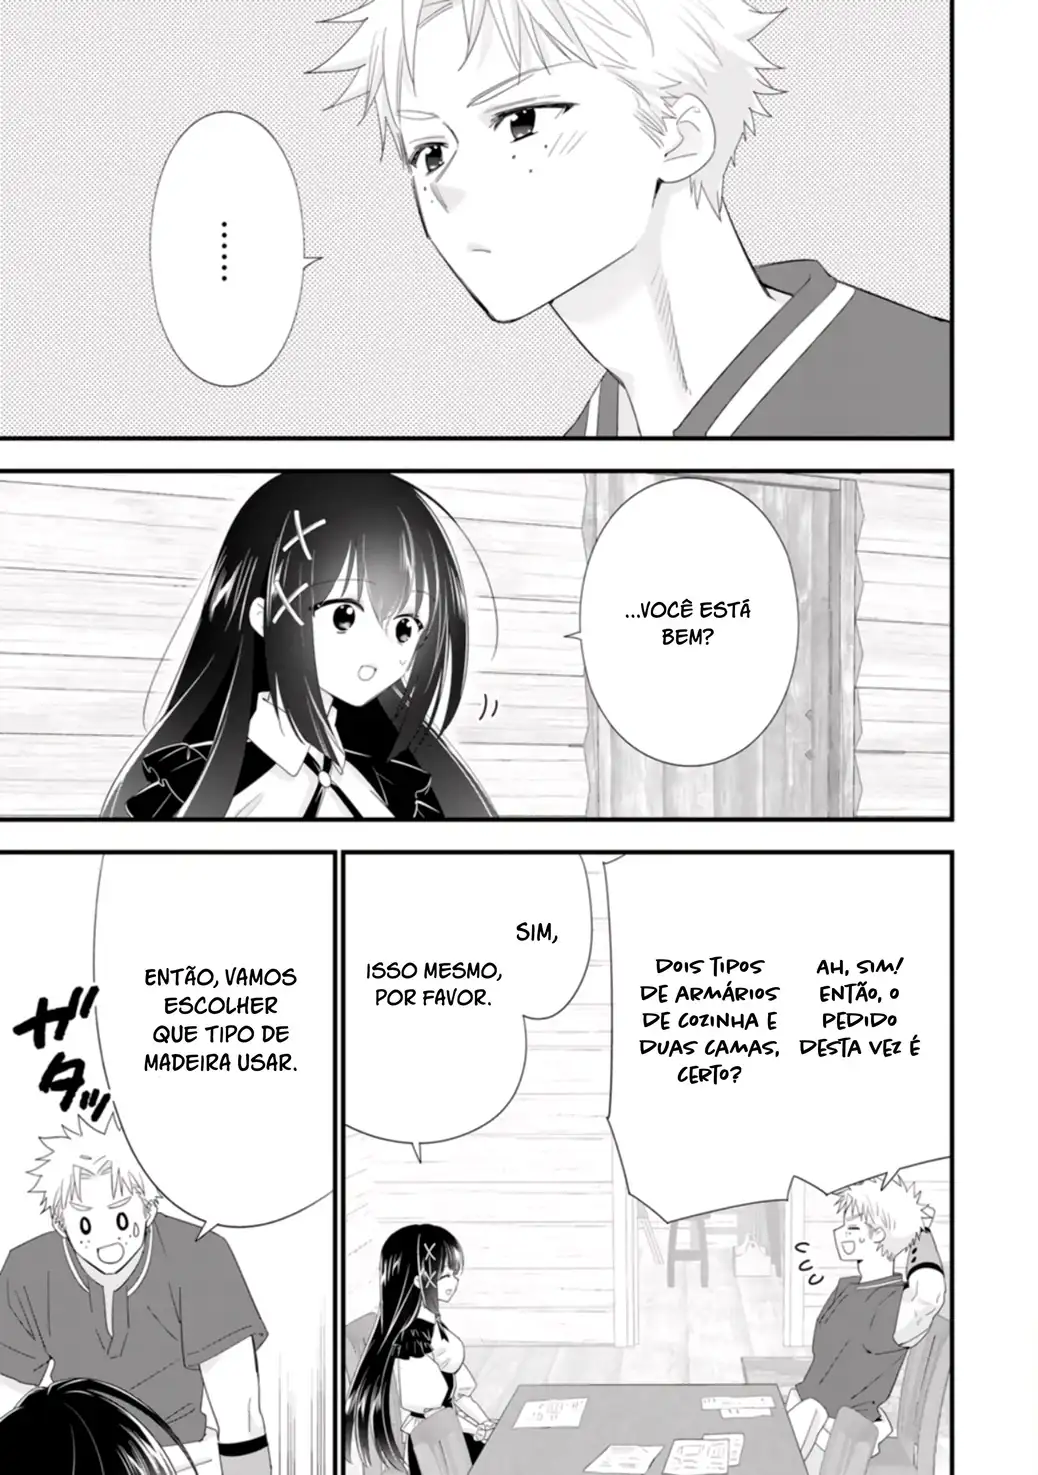 ......
...VOCÊ ESTÁ
BEM?
AH, SIM!
ENTÃO, O
PEDIDO
DESTA VEZ É
DOIS TIPOS
DE ARMÁRIOS
DE COZINHA E
DUAS CAMAS,
CERTO?
SIM,
ISSO MESMO,
POR FAVOR.
ENTÃO, VAMOS
ESCOLHER
QUE TIPO DE
MADEIRA USAR.
ガタッ